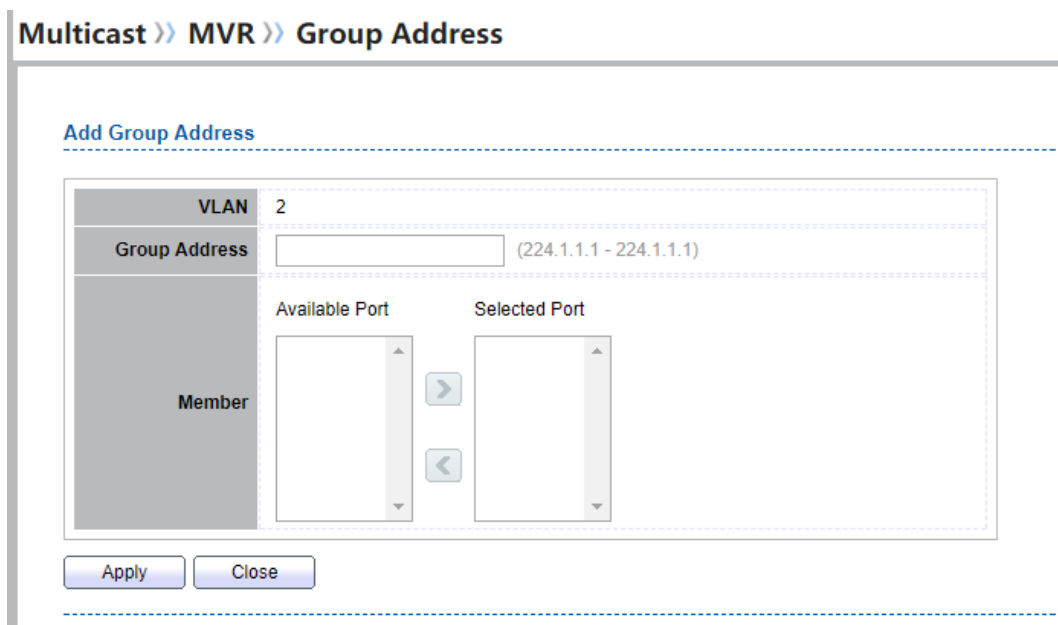 Multicast » MVR » Group Address
Add Group Address
VLAN 2
Group Address (224.1.1.1 - 224.1.1.1)
Available Port Selected Port
Member
Apply Close